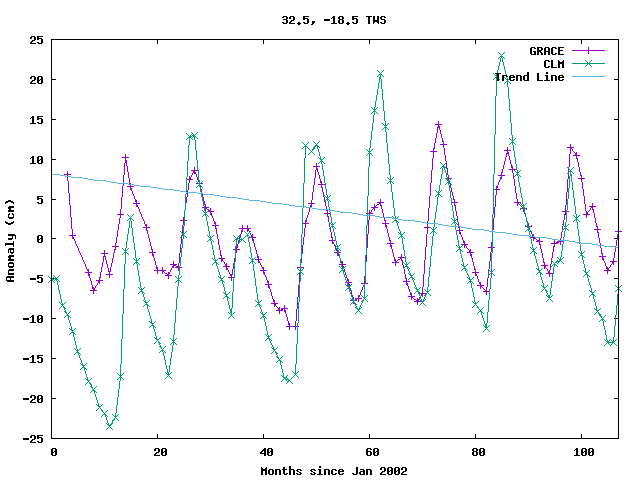 32.5, -18.5 TWS
GRACE
CLM
Trend Line
25
20
15
10
5
0
-5
-10
-15
-20
-25
Anomaly (cm)
0 20 40 60 80 100
Months since Jan 2002